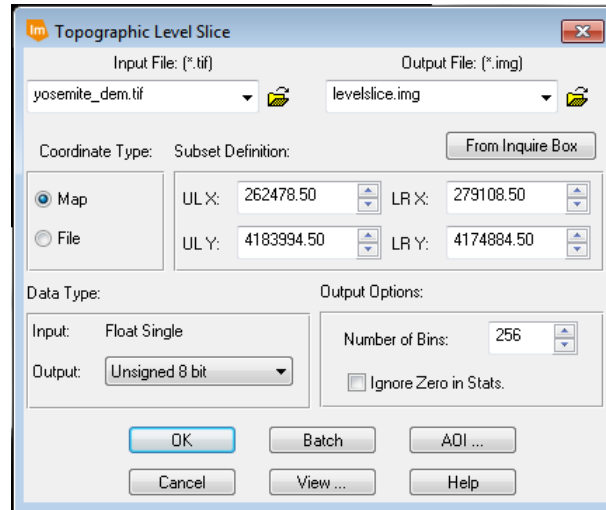 Im Topographic Level Slice
Input File: (*.tif) Output File: (*.img)
yosemite_dem.tif levelslice.img
Coordinate Type: Subset Definition: From Inquire Box
Map UL X: 262478.50 LR X: 279108.50
File UL Y: 4183994.50 LR Y: 4174884.50
Data Type: Output Options:
Input: Float Single Number of Bins: 256
Output: Unsigned 8 bit Ignore Zero in Stats.
OK Batch AOI ...
Cancel View ... Help